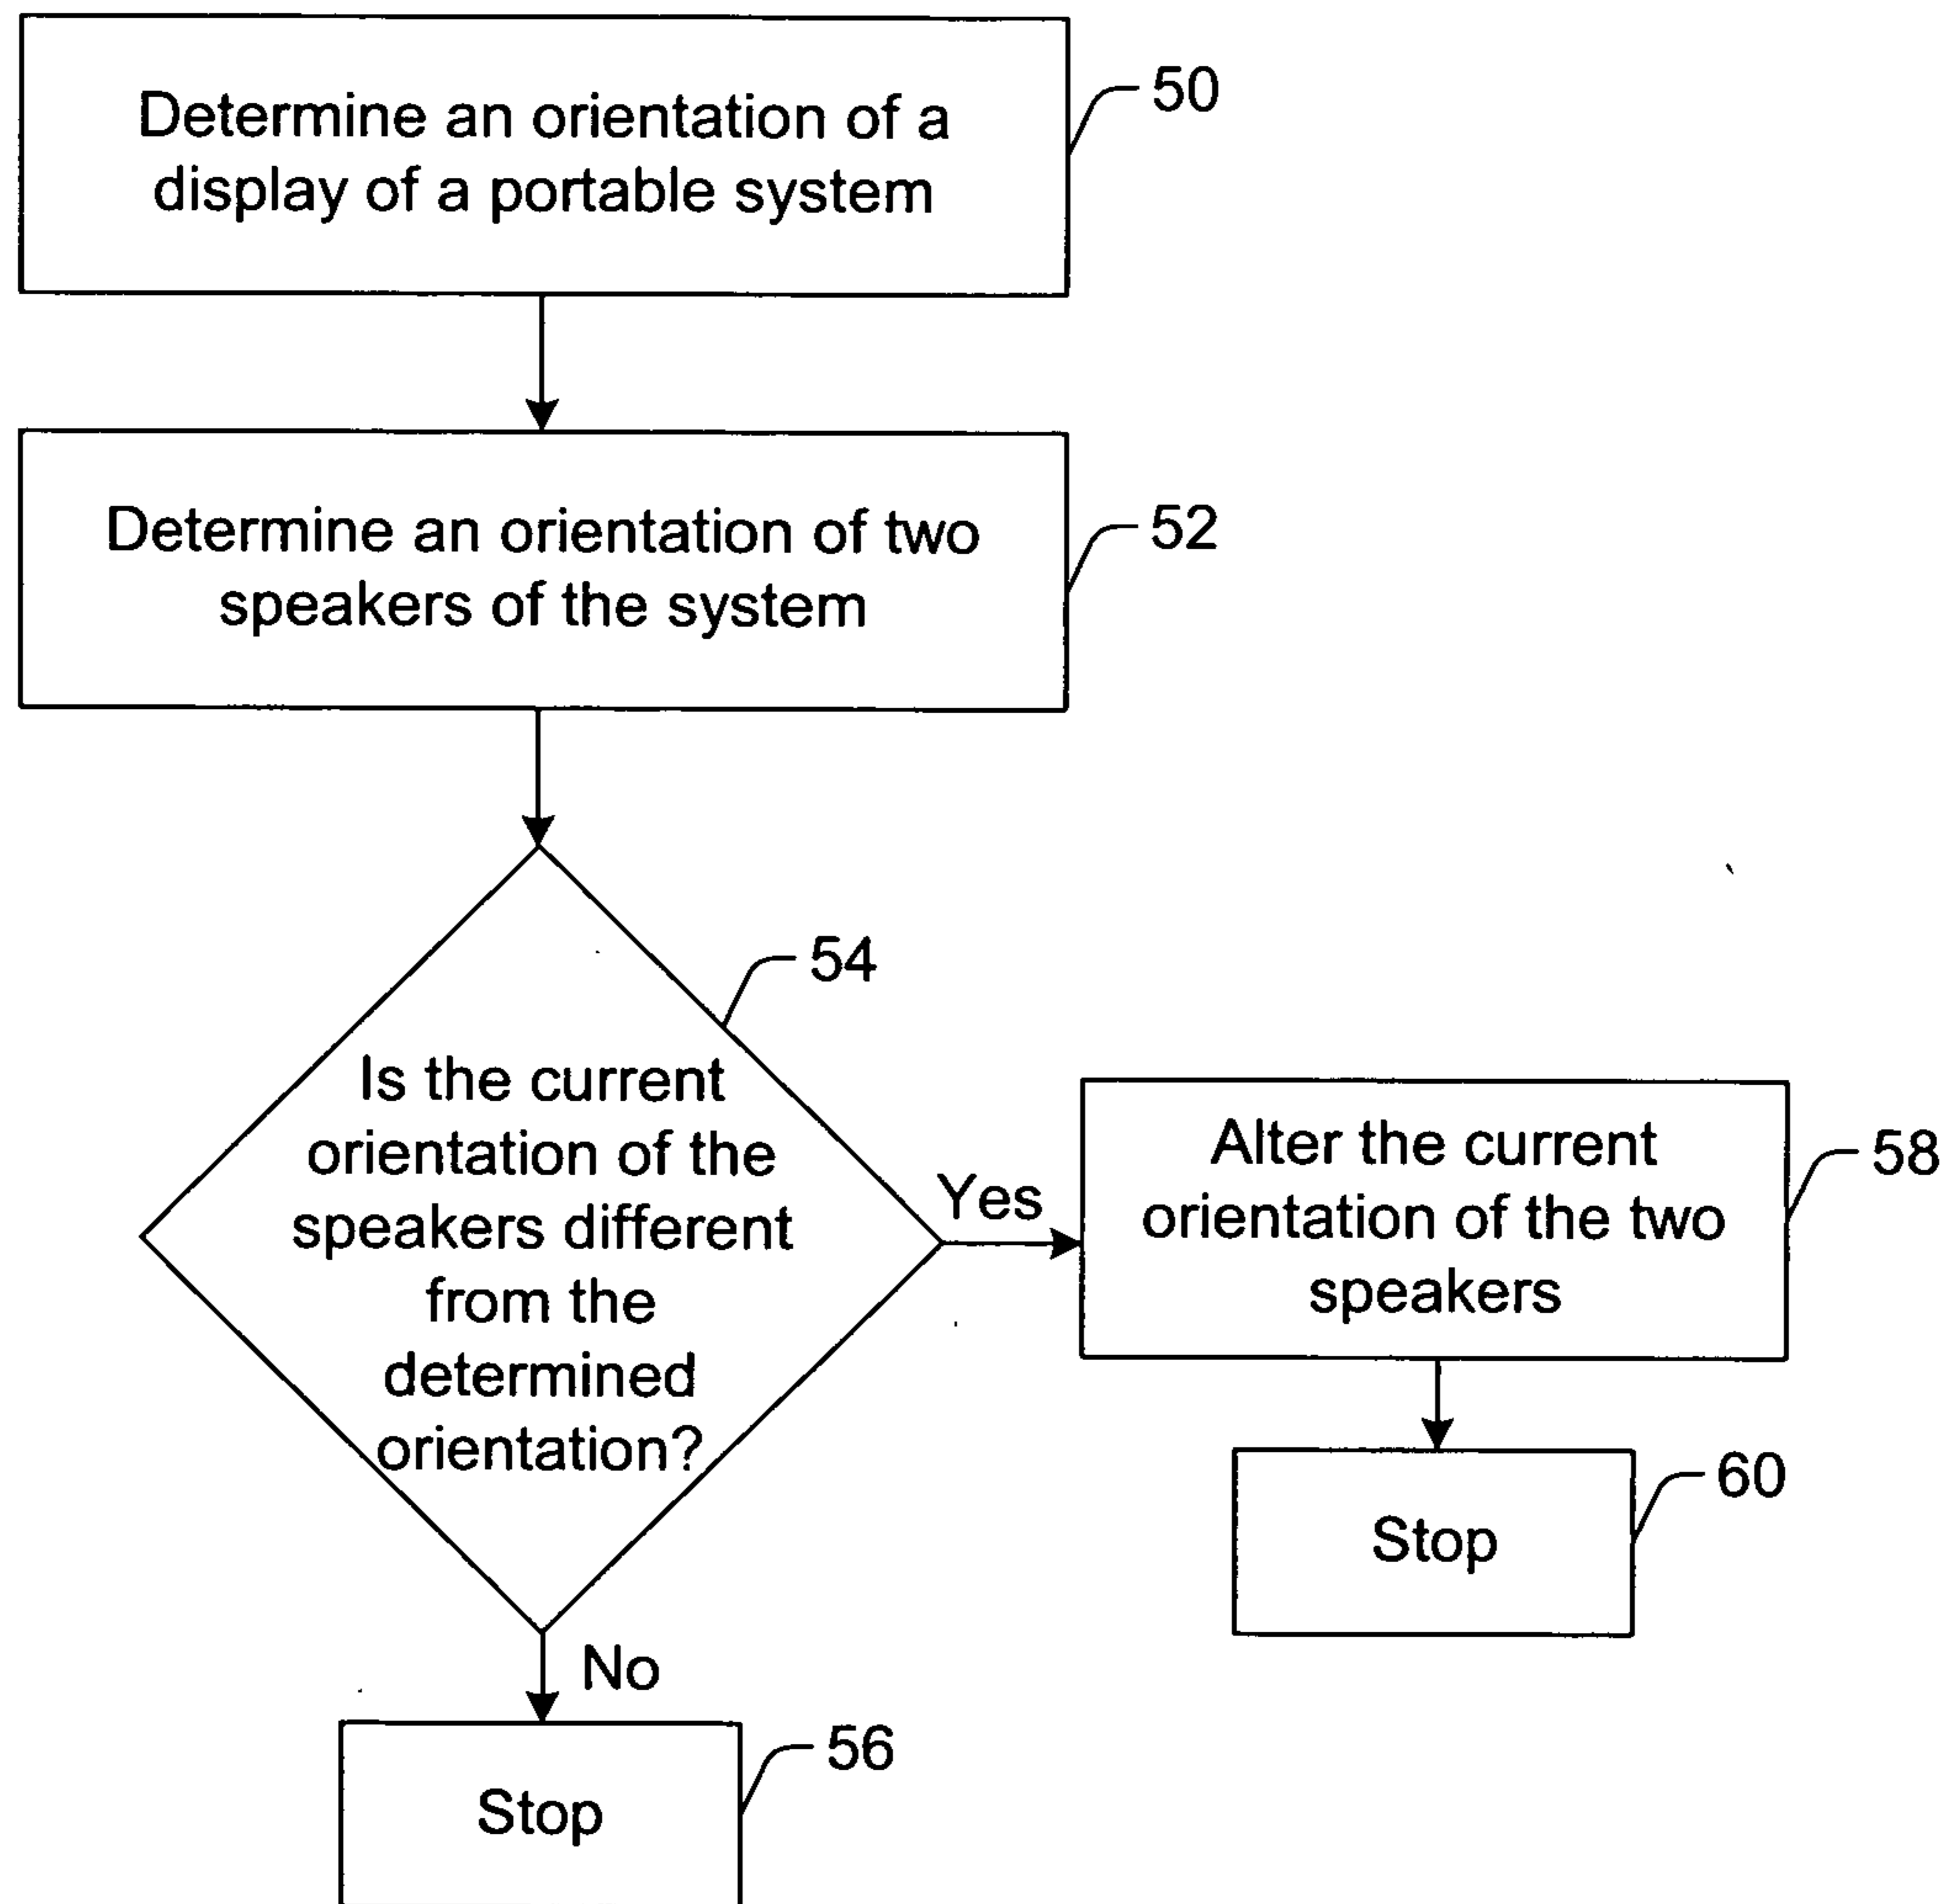 Determine an orientation of a
display of a portable system
50
Determine an orientation of two
speakers of the system
52
54
Is the current
orientation of the
speakers different
from the
determined
orientation?
Yes
Alter the current
orientation of the two
speakers
58
Stop
60
No
Stop
56